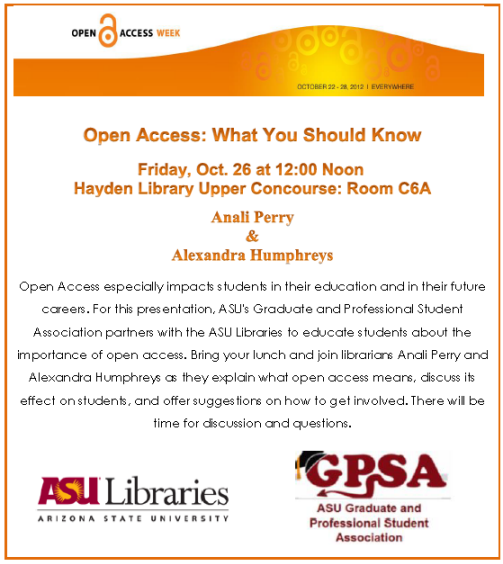 OPEN ACCESS WEEK
OCTOBER 22 - 28, 2012 | EVERYWHERE
Open Access: What You Should Know
Friday, Oct. 26 at 12:00 Noon
Hayden Library Upper Concourse: Room C6A
Anali Perry
&
Alexandra Humphreys
Open Access especially impacts students in their education and in their future
careers. For this presentation, ASU's Graduate and Professional Student
Association partners with the ASU Libraries to educate students about the
importance of open access. Bring your lunch and join librarians Anali Perry and
Alexandra Humphreys as they explain what open access means, discuss its
effect on students, and offer suggestions on how to get involved. There will be
time for discussion and questions.
ASU Libraries
ARIZONA STATE UNIVERSITY
GPSA
ASU Graduate and
Professional Student
Association